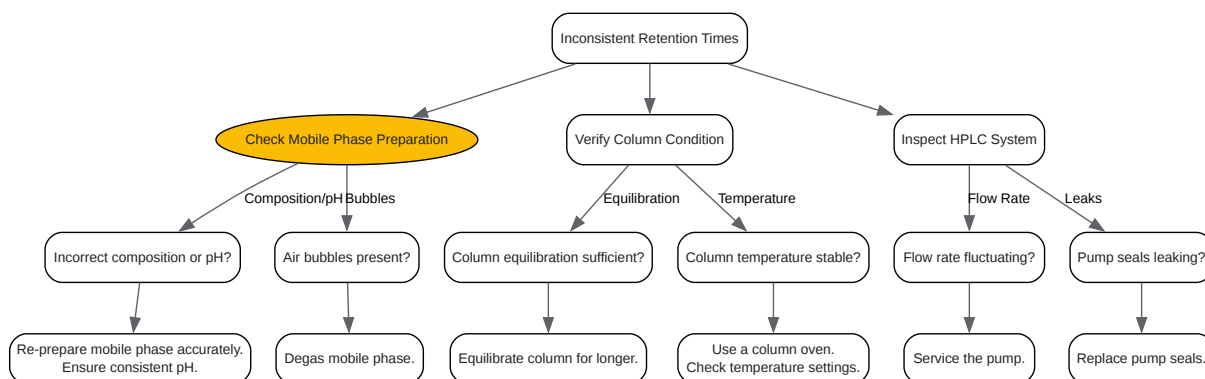 Inconsistent Retention Times
Check Mobile Phase Preparation
Verify Column Condition
Inspect HPLC System
Composition/pH
Bubbles
Equilibration
Temperature
Flow Rate
Leaks
Incorrect composition or pH?
Air bubbles present?
Column equilibration sufficient?
Column temperature stable?
Flow rate fluctuating?
Pump seals leaking?
Re-prepare mobile phase accurately.
Ensure consistent pH.
Degas mobile phase.
Equilibrate column for longer.
Use a column oven.
Check temperature settings.
Service the pump.
Replace pump seals.